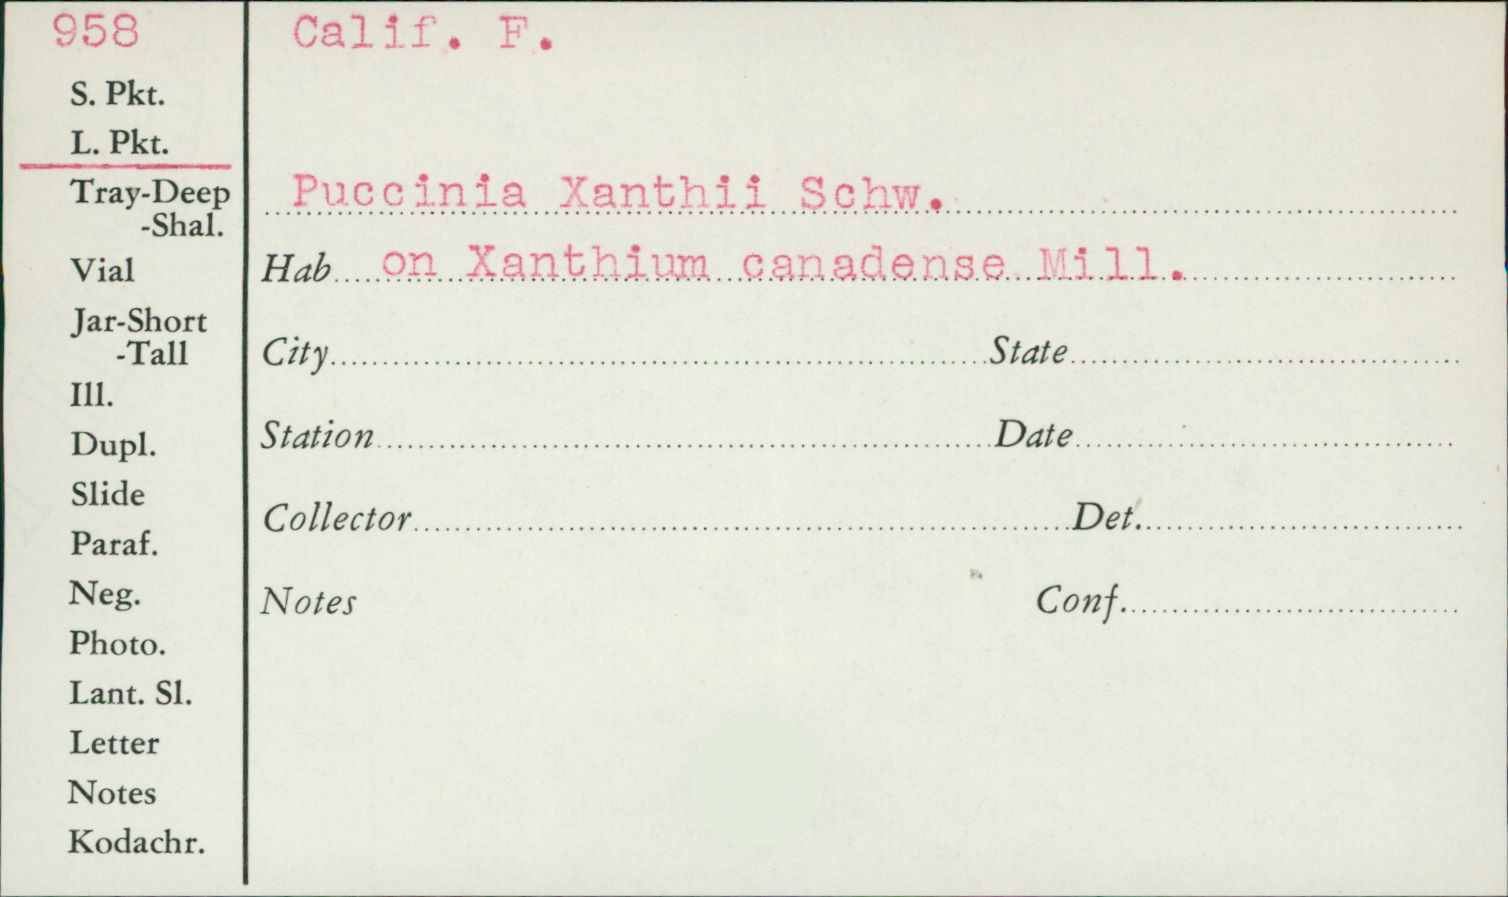 958
S. Pkt.
L. Pkt.
Tray-Deep
-Shal.
Vial
Jar-Short
-Tall
Ill.
Dupl.
Slide
Paraf.
Neg.
Photo.
Lant. Sl.
Letter
Notes
Kodachr.
Calif. F.
Puccinia Xanthii Schw.
Hab. on Xanthium canadense Mill.
City State
Station Date
Collector Det.
Notes Conf.